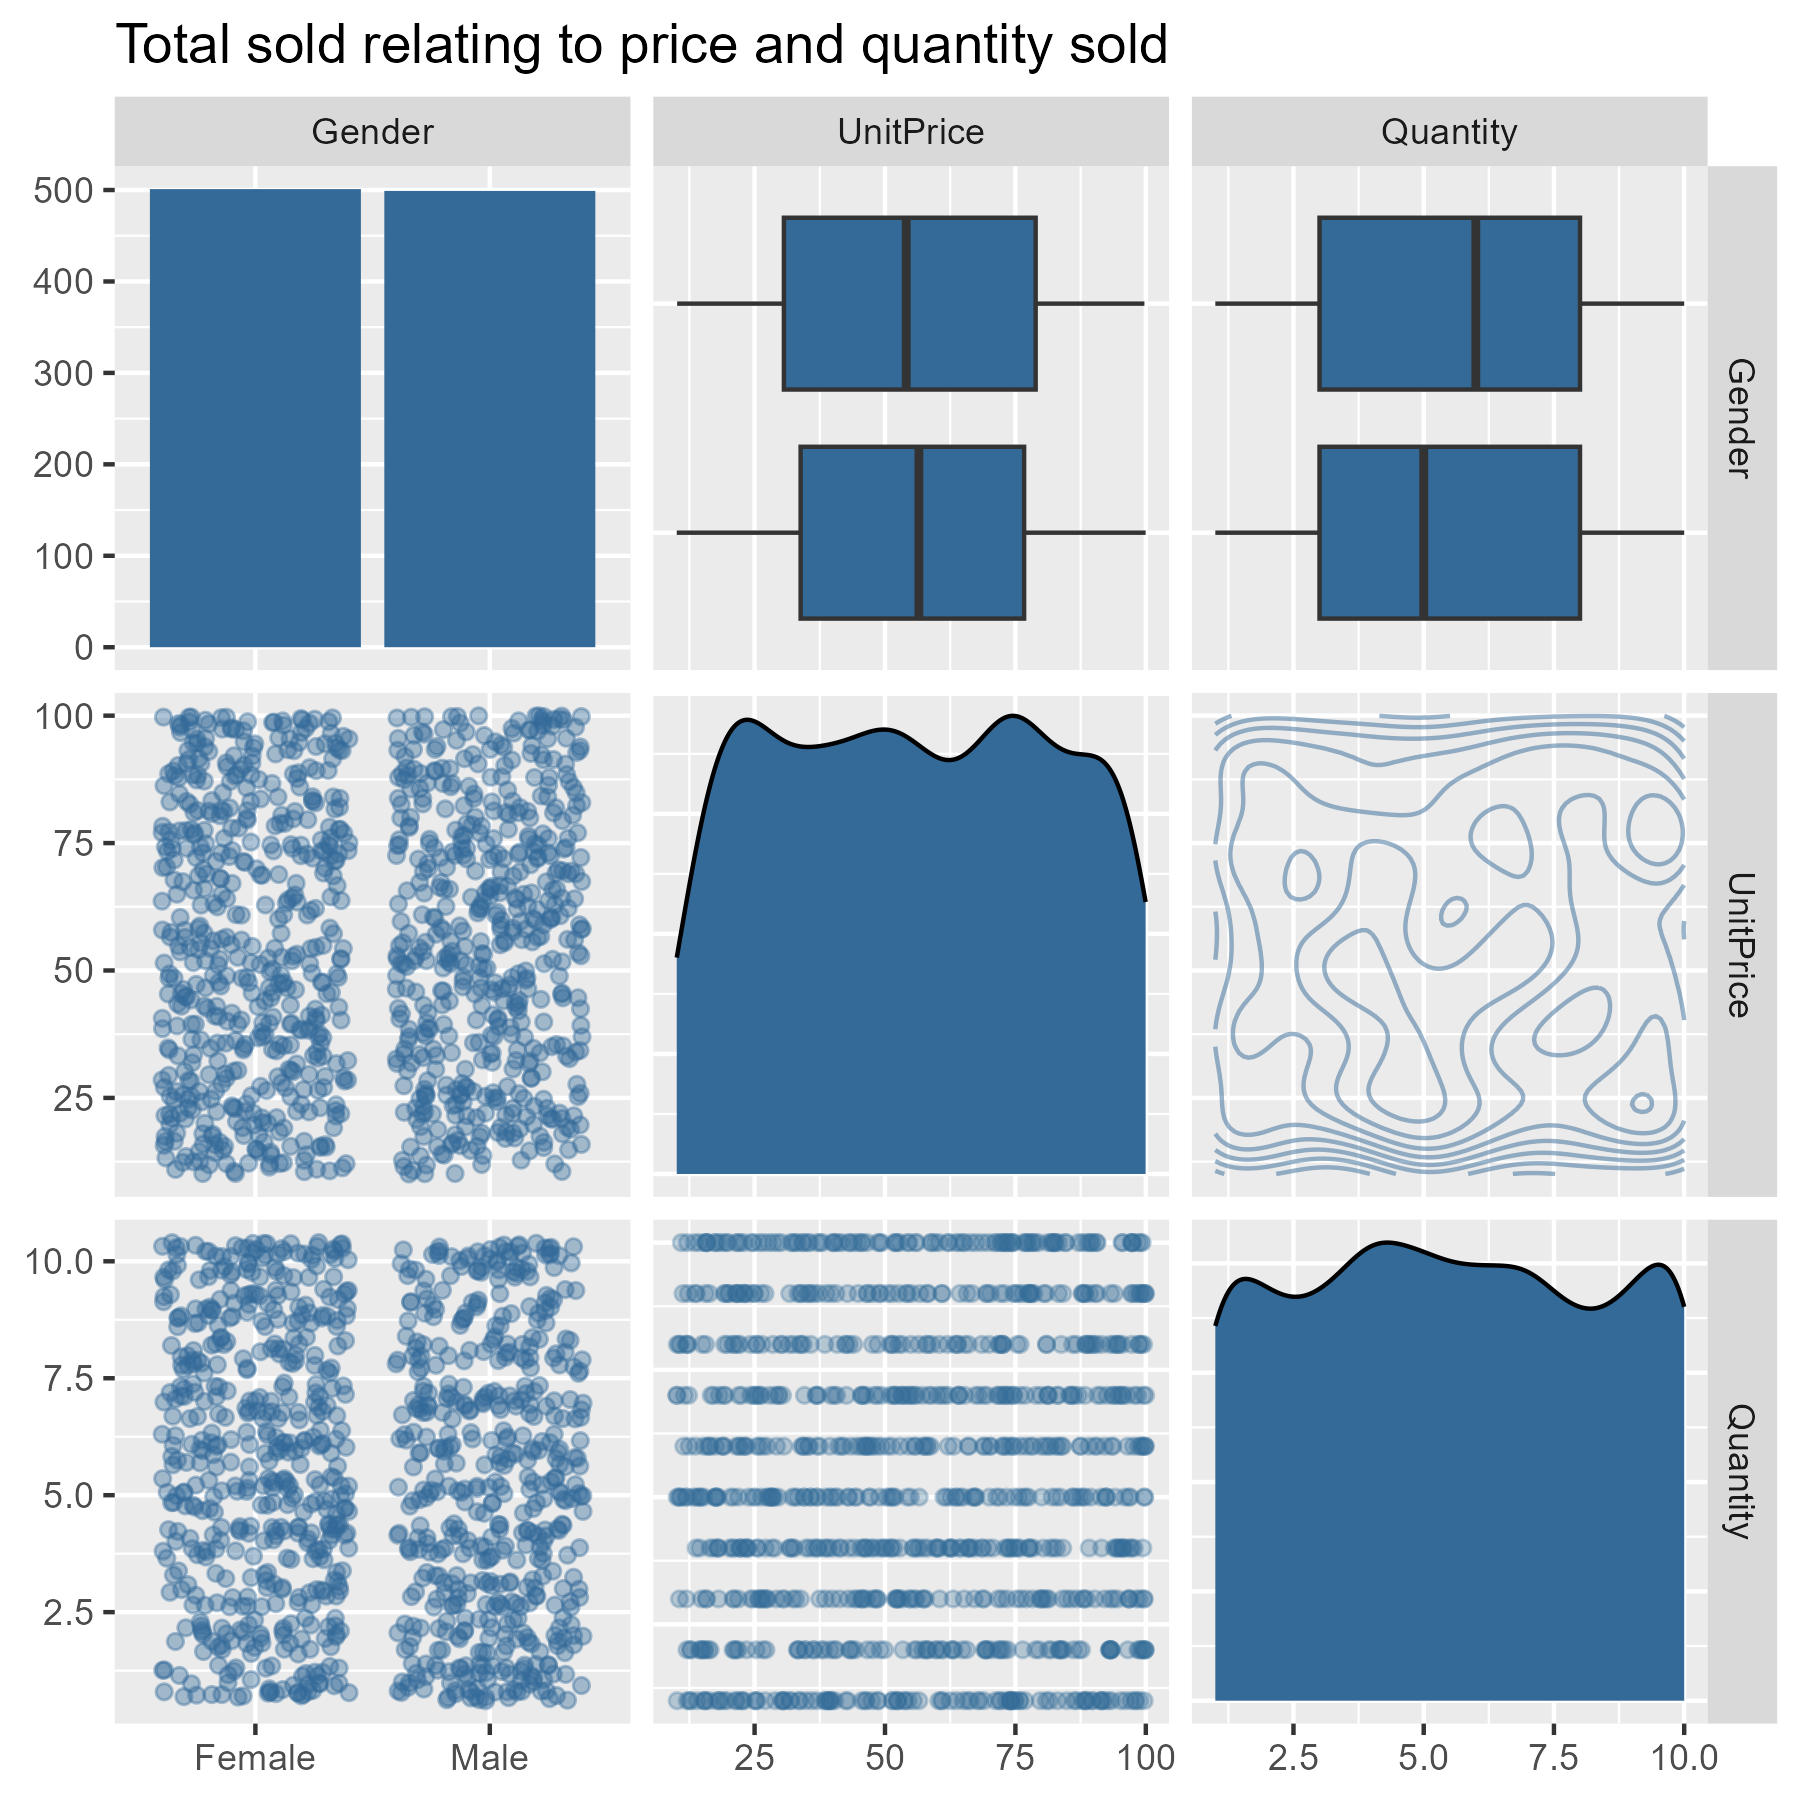 Total sold relating to price and quantity sold
Gender
UnitPrice
Quantity
500
400
300
200
100
0
Gender
100
75
50
25
UnitPrice
10.0
7.5
5.0
2.5
Quantity
Female Male
25 50 75 100
2.5 5.0 7.5 10.0